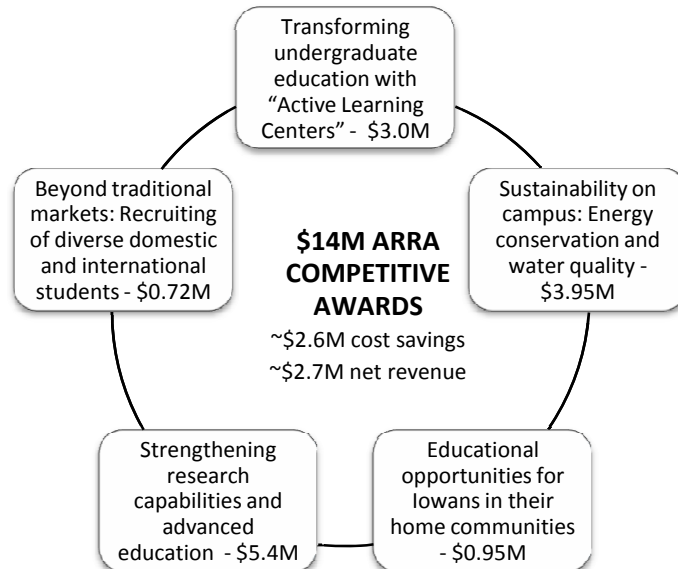 Transforming
undergraduate
education with
“Active Learning
Centers” - $3.0M
Beyond traditional
markets: Recruiting
of diverse domestic
and international
students - $0.72M
Sustainability on
campus: Energy
conservation and
water quality -
$3.95M
$14M ARRA
COMPETITIVE
AWARDS
~$2.6M cost savings
~$2.7M net revenue
Strengthening
research
capabilities and
advanced
education - $5.4M
Educational
opportunities for
Iowans in their
home communities
- $0.95M